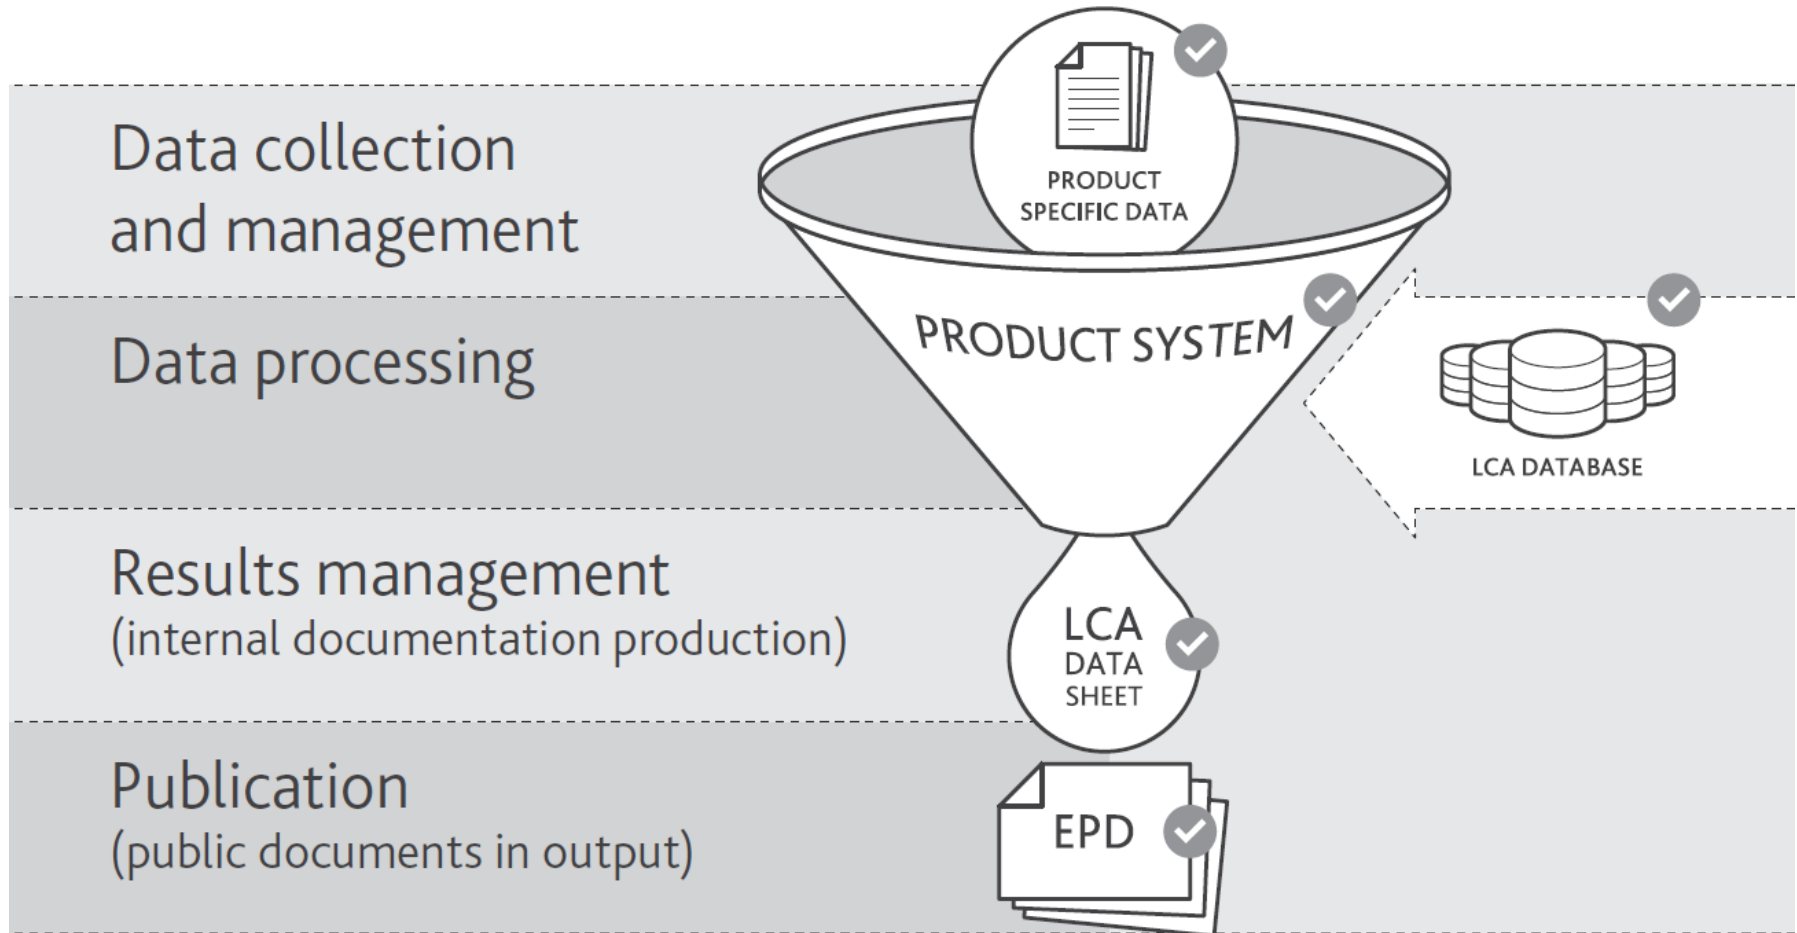 Data collection
and management
PRODUCT
SPECIFIC DATA
Data processing
PRODUCT SYSTEM
LCA DATABASE
Results management
(internal documentation production)
LCA
DATA
SHEET
Publication
(public documents in output)
EPD